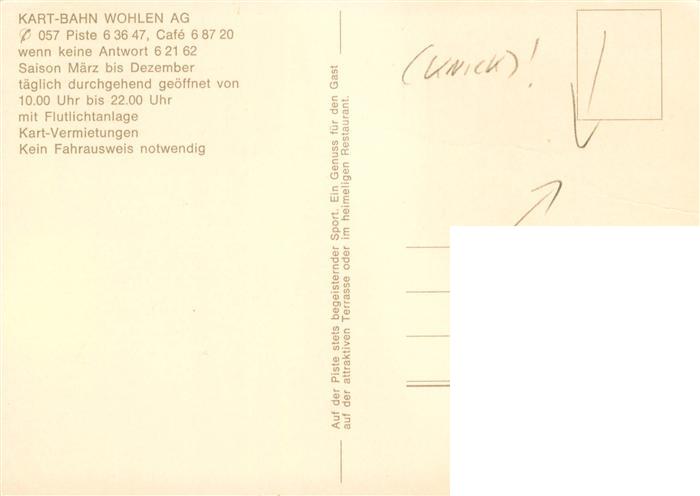 KART-BAHN WOHLEN AG
✆ 057 Piste 6 36 47, Café 6 87 20
wenn keine Antwort 6 21 62
Saison März bis Dezember
täglich durchgehend geöffnet von
10.00 Uhr bis 22.00 Uhr
mit Flutlichtanlage
Kart-Vermietungen
Kein Fahrausweis notwendig
Auf der Piste stets begeisternder Sport. Ein Genuss für den Gast
auf der attraktiven Terrasse oder im heimeligen Restaurant.
(KNICK)!